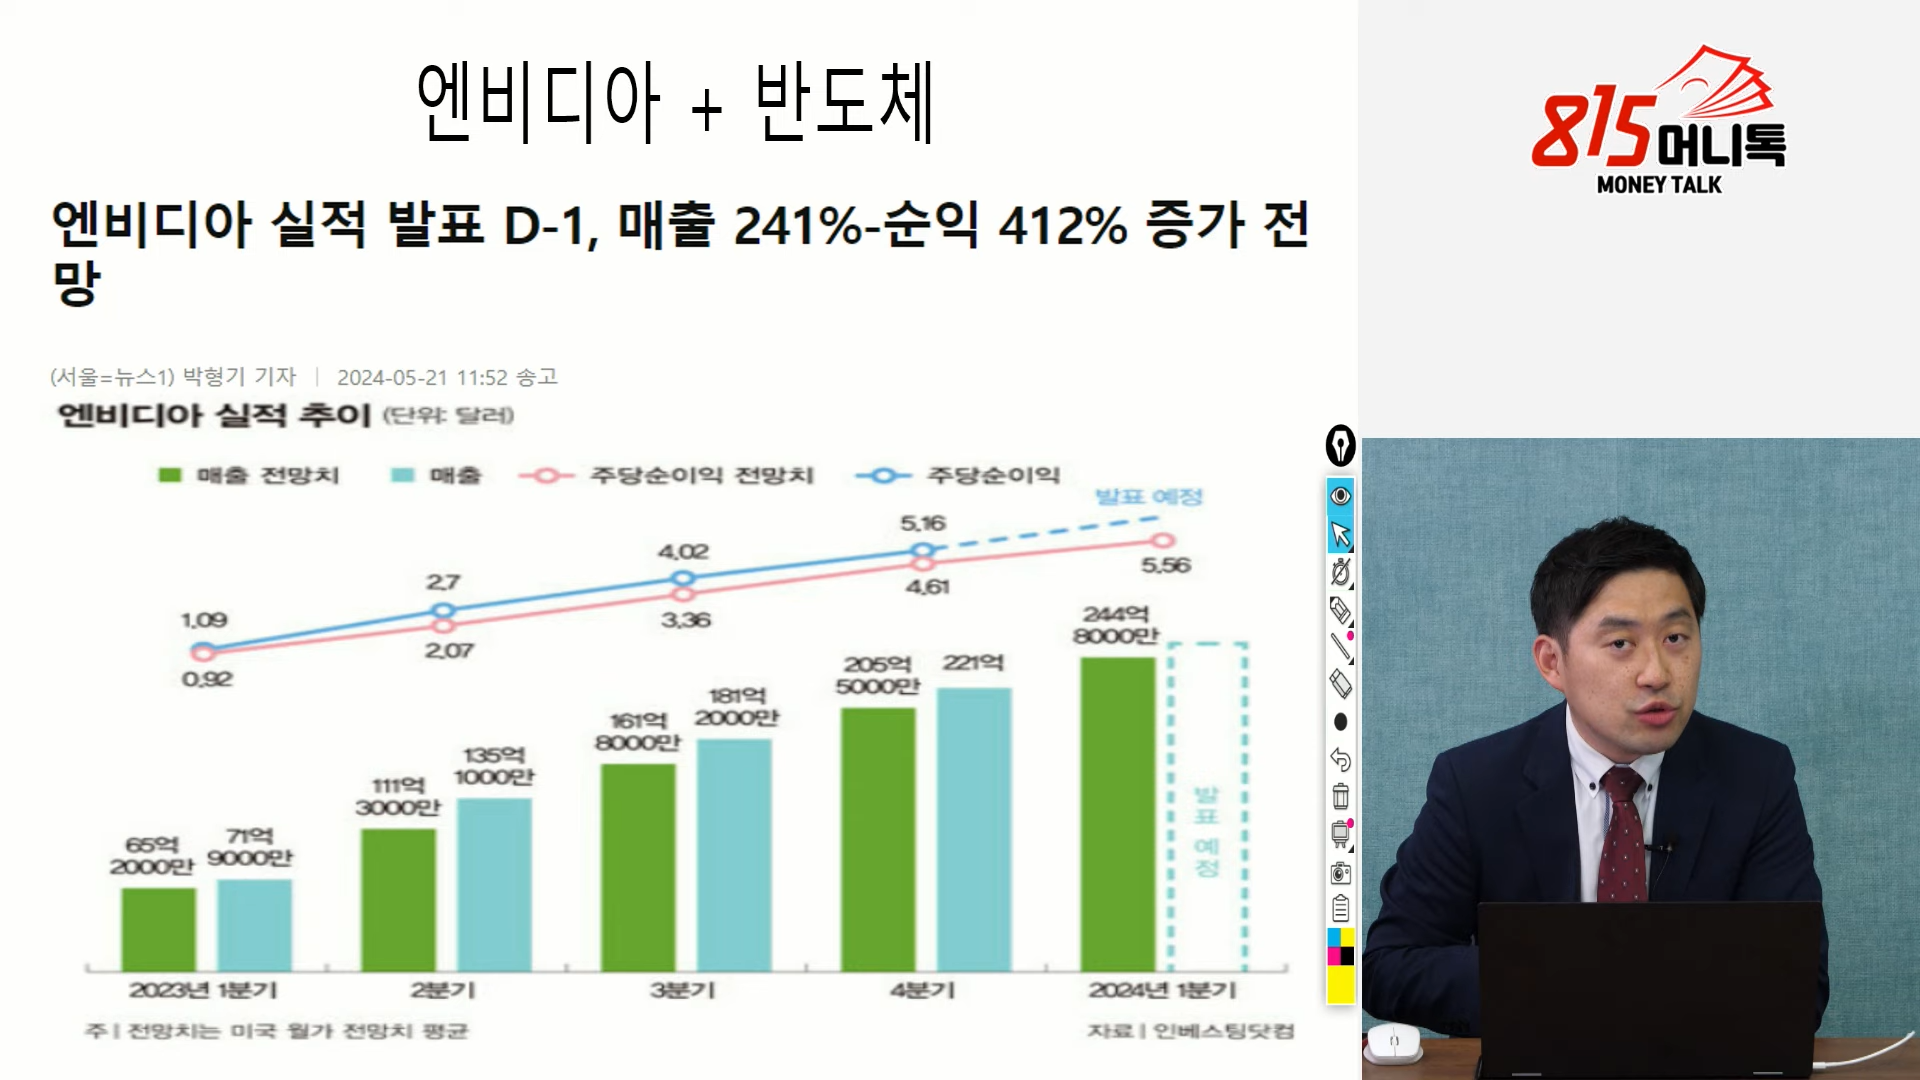 엔비디아 + 반도체
815머니톡
MONEY TALK
엔비디아 실적 발표 D-1, 매출 241%-순익 412% 증가 전
망
(서울=뉴스1) 박형기 기자 | 2024-05-21 11:52 송고
엔비디아 실적 추이 (단위: 달러)
매출 전망치 매출 주당순이익 전망치 주당순이익
발표 예정
1.09 2.7 4.02 5.16
0.92 2.07 3.36 4.61 5.56
65억
2000만
71억
9000만
111억
3000만
135억
1000만
161억
8000만
181억
2000만
205억
5000만
221억
244억
8000만
발표 예정
2023년 1분기 2분기 3분기 4분기 2024년 1분기
주 | 전망치는 미국 월가 전망치 평균
자료 | 인베스팅닷컴